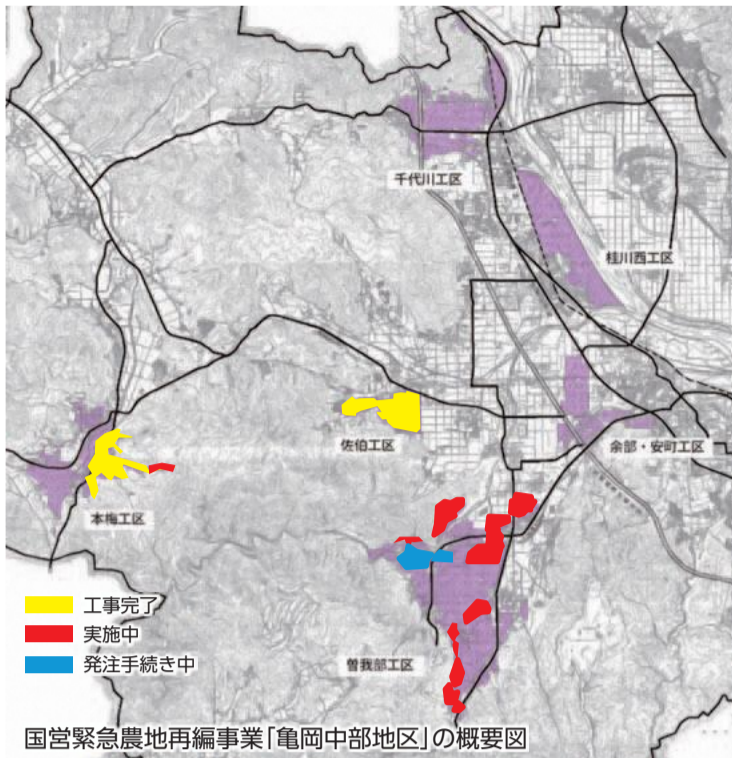 千代川工区
桂川西工区
佐伯工区
余部・安町工区
本梅工区
工事完了
実施中
発注手続き中
曽我部工区
国営緊急農地再編事業「亀岡中部地区」の概要図